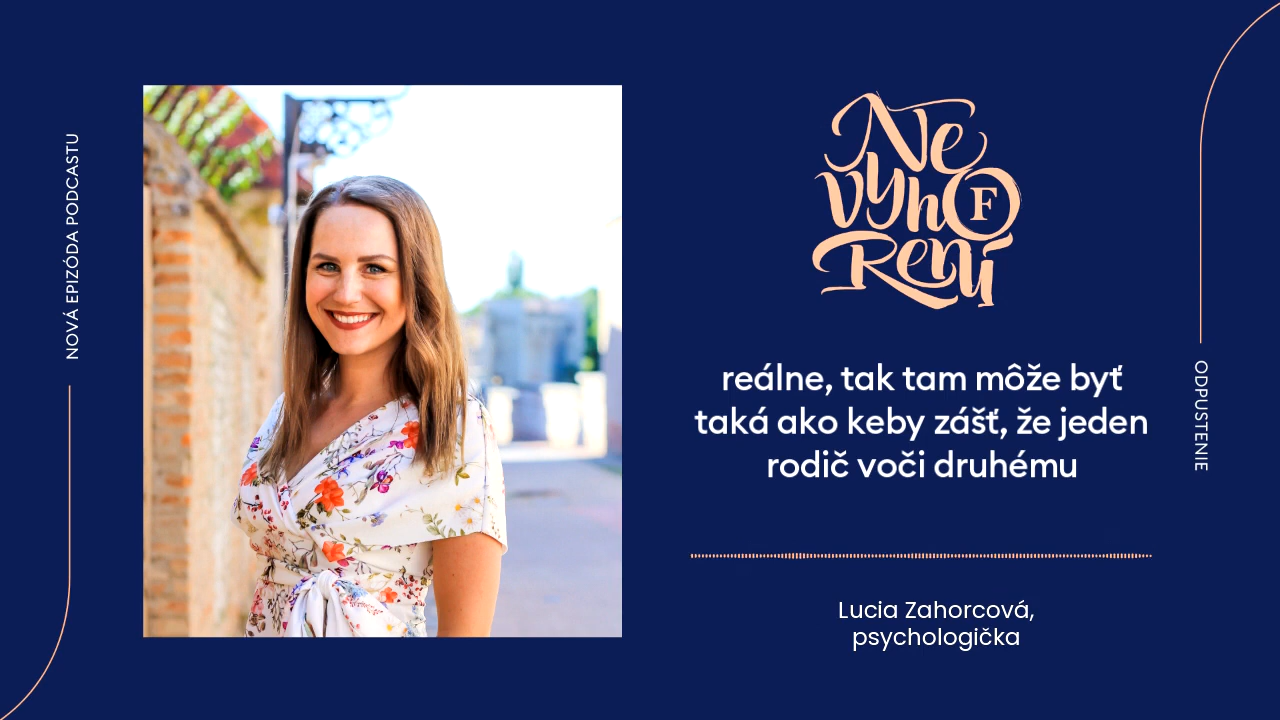 NOVÁ EPIZÓDA PODCASTU
Ne
vyhO
F
Rení
reálne, tak tam môže byť
taká ako keby zášť, že jeden
rodič voči druhému
Lucia Zahorcová,
psychologička
ODPUSTENIE